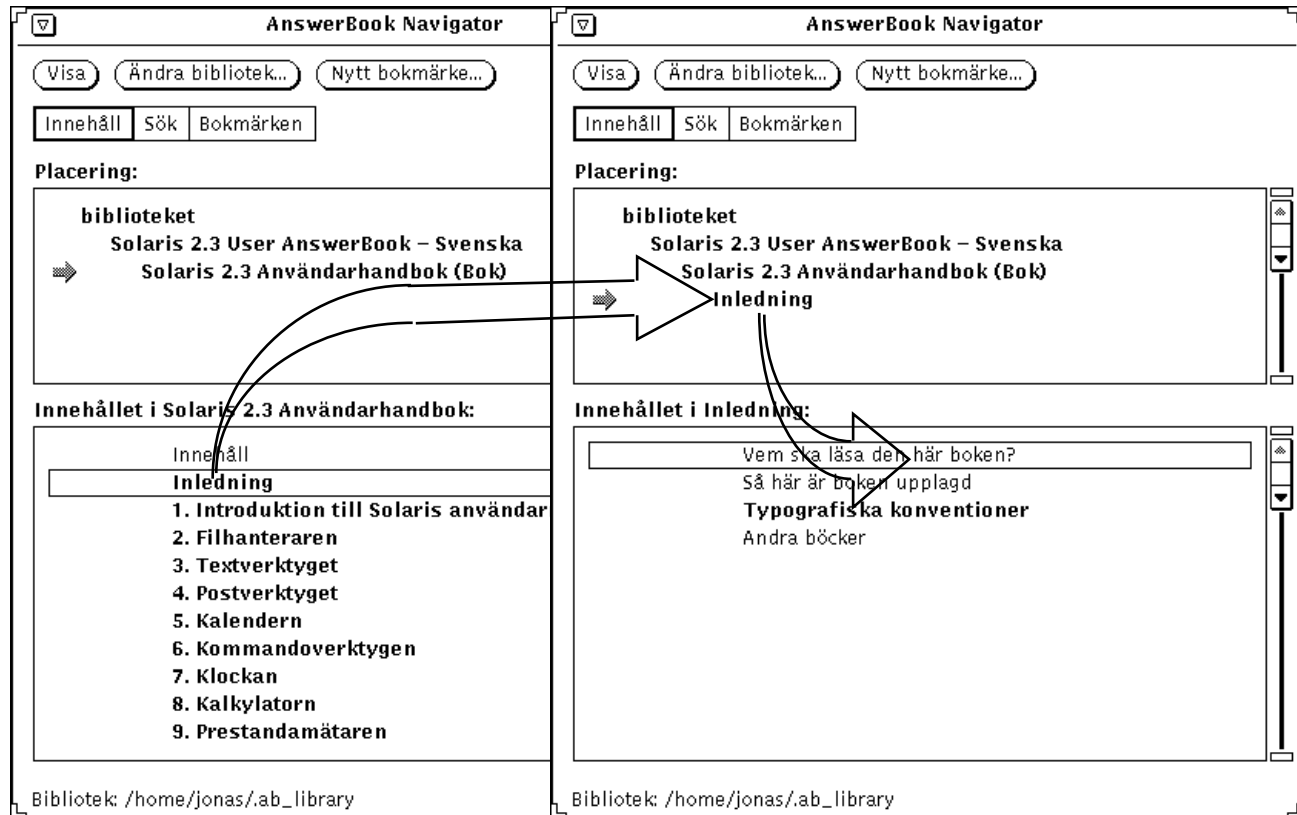 AnswerBook Navigator
Visa Ändra bibliotek... Nytt bokmärke...
Innehåll Sök Bokmärken
Placering:
biblioteket
Solaris 2.3 User AnswerBook – Svenska
Solaris 2.3 Användarhandbok (Bok)
Innehållet i Solaris 2.3 Användarhandbok:
Innehåll
Inledning
1. Introduktion till Solaris användar
2. Filhanteraren
3. Textverktyget
4. Postverktyget
5. Kalendern
6. Kommandoverktygen
7. Klockan
8. Kalkylatorn
9. Prestandamätaren
Bibliotek: /home/jonas/.ab_library
AnswerBook Navigator
Visa Ändra bibliotek... Nytt bokmärke...
Innehåll Sök Bokmärken
Placering:
biblioteket
Solaris 2.3 User AnswerBook – Svenska
Solaris 2.3 Användarhandbok (Bok)
Inledning
Innehållet i Inledning:
Vem ska läsa den här boken?
Så här är boken upplagd
Typografiska konventioner
Andra böcker
Bibliotek: /home/jonas/.ab_library